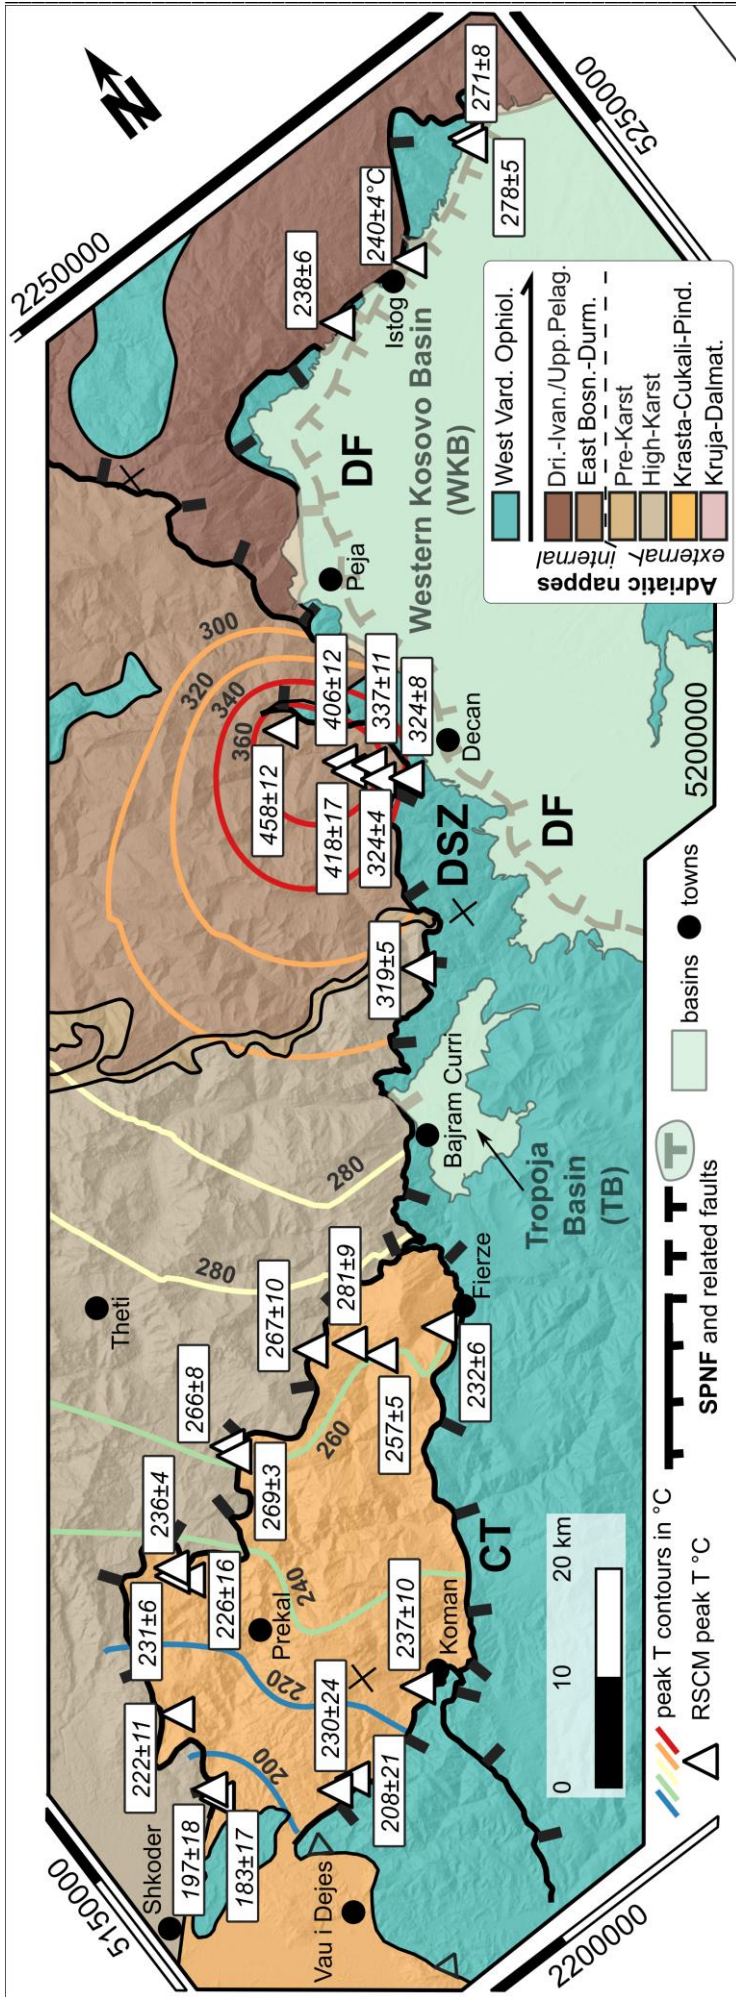 N
2250000
5250000
271±8
278±5
240±4°C
238±6
Istog
DF
Western Kosovo Basin
(WKB)
Peja
300
320
340
360
406±12
337±11
324±8
458±12
418±17
324±4
Decan
DSZ
DF
5200000
319±5
Bajram Curri
Tropoja
Basin
(TB)
280
280
Theti
281±9
267±10
Fierze
257±5
232±6
260
266±8
269±3
236±4
226±16
231±6
240
Prekal
CT
237±10
Koman
220
230±24
222±11
208±21
200
197±18
183±17
Shkoder
Vau i Dejes
5150000
2200000
0 10 20 km
West Vard. Ophiol.
Dri.-Ivan./Upp.Pelag.
East Bosn.-Durm.
Pre-Karst
High-Karst
Krasta-Cukali-Pind.
Kruja-Dalmat.
internal
external
Adriatic nappes
peak T contours in °C
RSCM peak T °C
SPNF and related faults
basins
towns